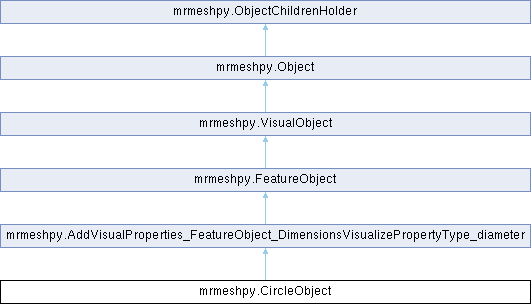 mrmeshpy.ObjectChildrenHolder
mrmeshpy.Object
mrmeshpy.VisualObject
mrmeshpy.FeatureObject
mrmeshpy.AddVisualProperties_FeatureObject_DimensionsVisualizePropertyType_diameter
mrmeshpy.CircleObject